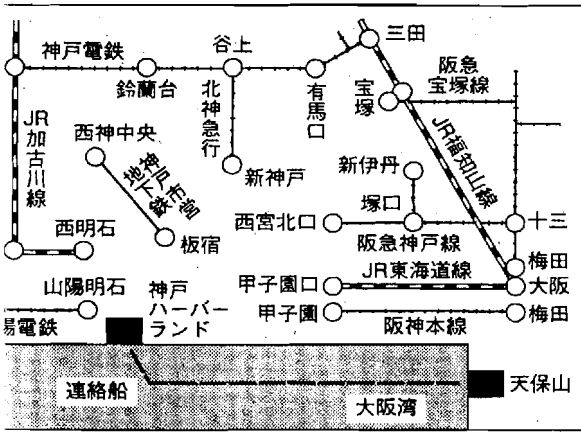 神戸電鉄
鈴蘭台
谷上
有馬口
三田
北神急行
新神戸
宝塚
阪急
宝塚線
JR福知山線
JR加古川線
西神中央
神戸市営
地下鉄
板宿
新伊丹
塚口
西宮北口
阪急神戸線
十三
梅田
西明石
甲子園口
JR東海道線
大阪
山陽明石
神戸
ハーバー
ランド
甲子園
阪神本線
梅田
陽電鉄
連絡船
大阪湾
天保山